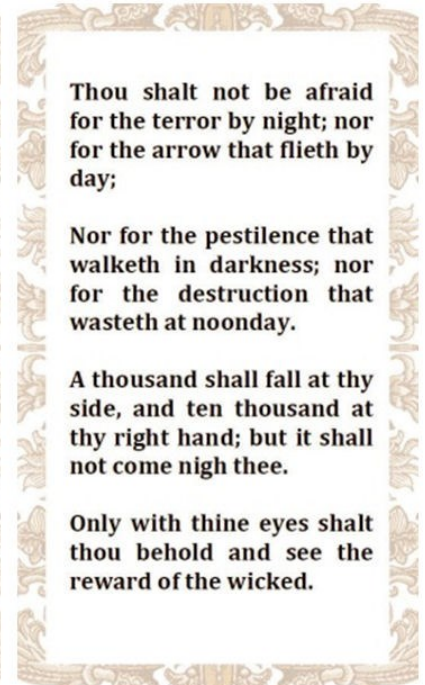 Thou shalt not be afraid
for the terror by night; nor
for the arrow that flieth by
day;
Nor for the pestilence that
walketh in darkness; nor
for the destruction that
wasteth at noonday.
A thousand shall fall at thy
side, and ten thousand at
thy right hand; but it shall
not come nigh thee.
Only with thine eyes shalt
thou behold and see the
reward of the wicked.